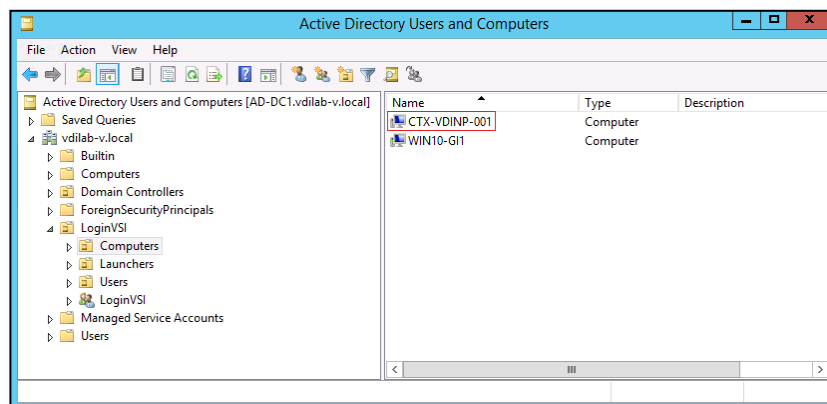 Active Directory Users and Computers
x
File Action View Help
?
Active Directory Users and Computers [AD-DC1.vdilab-v.local]
Saved Queries
vdilab-v.local
Builtin
Computers
Domain Controllers
ForeignSecurityPrincipals
LoginVSI
Computers
Launchers
Users
LoginVSI
Managed Service Accounts
Users
Name Type Description
CTX-VDINP-001 Computer
WIN10-GI1 Computer